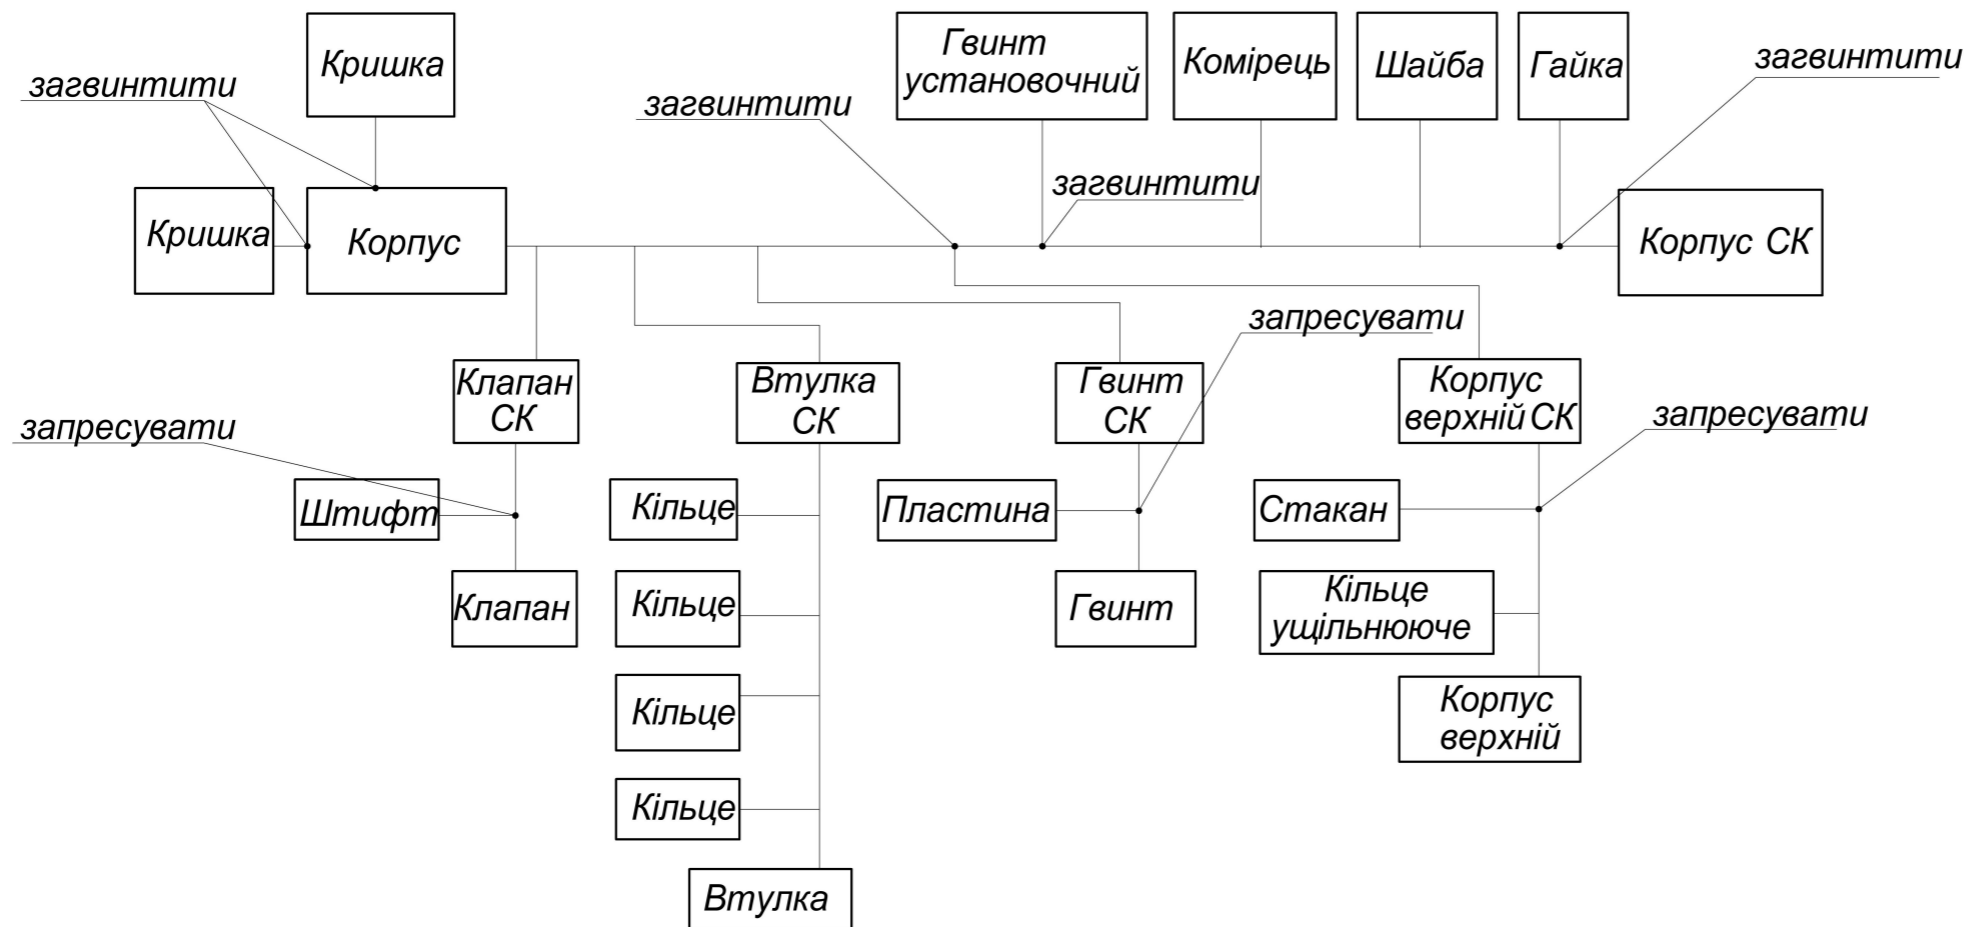 загвинтити
Кришка
загвинтити
Гвинт
установочний
Комірець
Шайба
Гайка
загвинтити
загвинтити
Кришка
Корпус
Корпус СК
запресувати
Клапан
СК
Втулка
СК
Гвинт
СК
Корпус
верхній СК
запресувати
запресувати
Штифт
Кільце
Пластина
Стакан
Клапан
Кільце
Гвинт
Кільце
ущільнююче
Кільце
Корпус
верхній
Кільце
Втулка